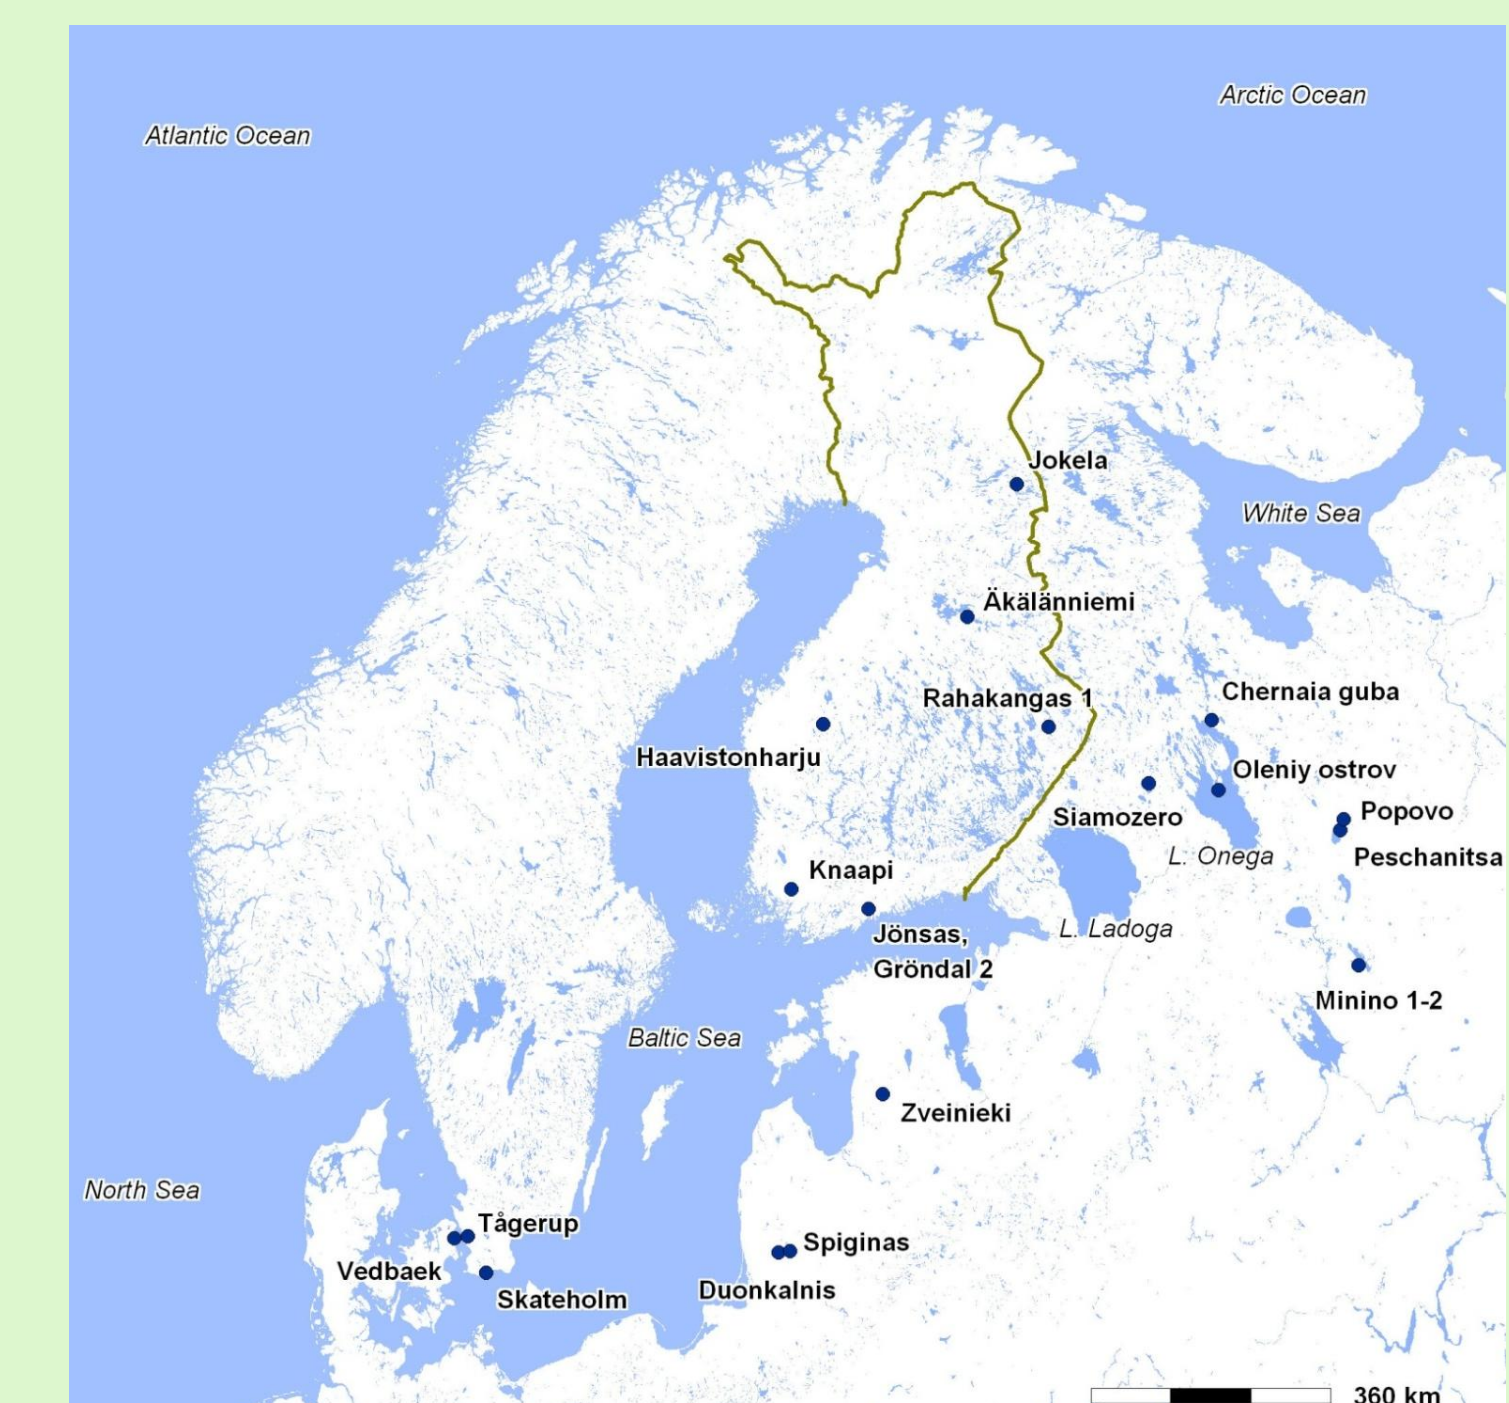 Arctic Ocean
Atlantic Ocean
Jokela
White Sea
Äkälänniemi
Chernaia guba
Rahakangas 1
Haavistonharju
Oleniy ostrov
Popovo
Siamozero
L. Onega
Peschanitsa
Knaapi
L. Ladoga
Jönsas,
Gröndal 2
Minino 1-2
Baltic Sea
Zveinieki
North Sea
Tågerup
Spiginas
Vedbaek
Duonkalnis
Skateholm
360 km